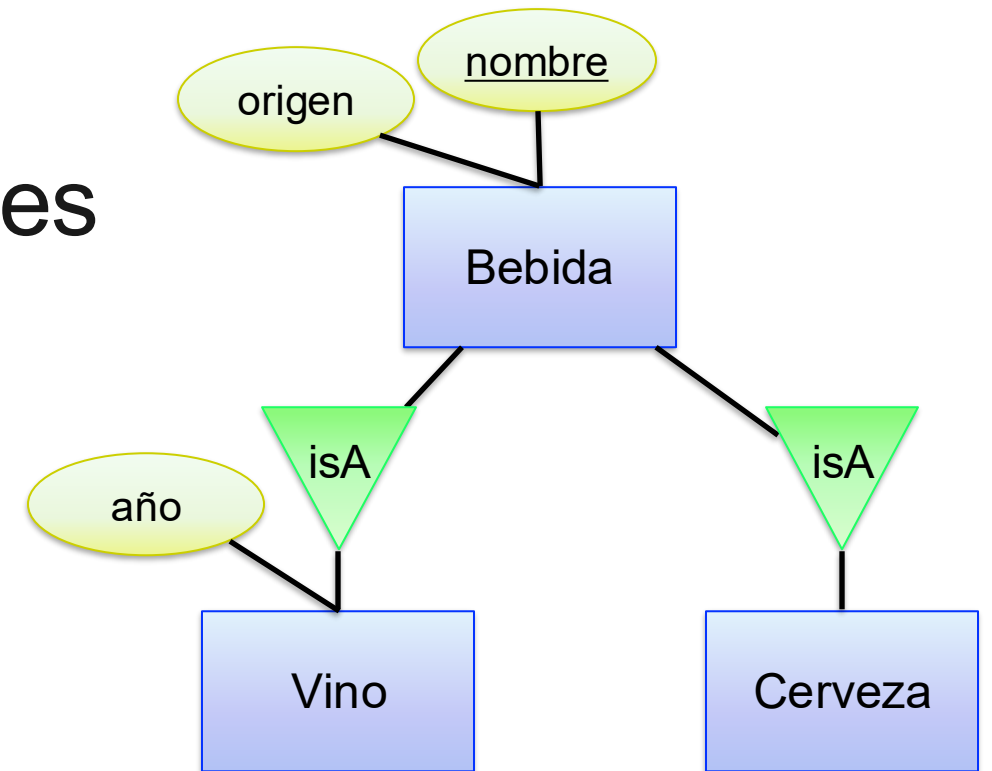 nombre
origen
es
Bebida
isA
isA
año
Vino
Cerveza